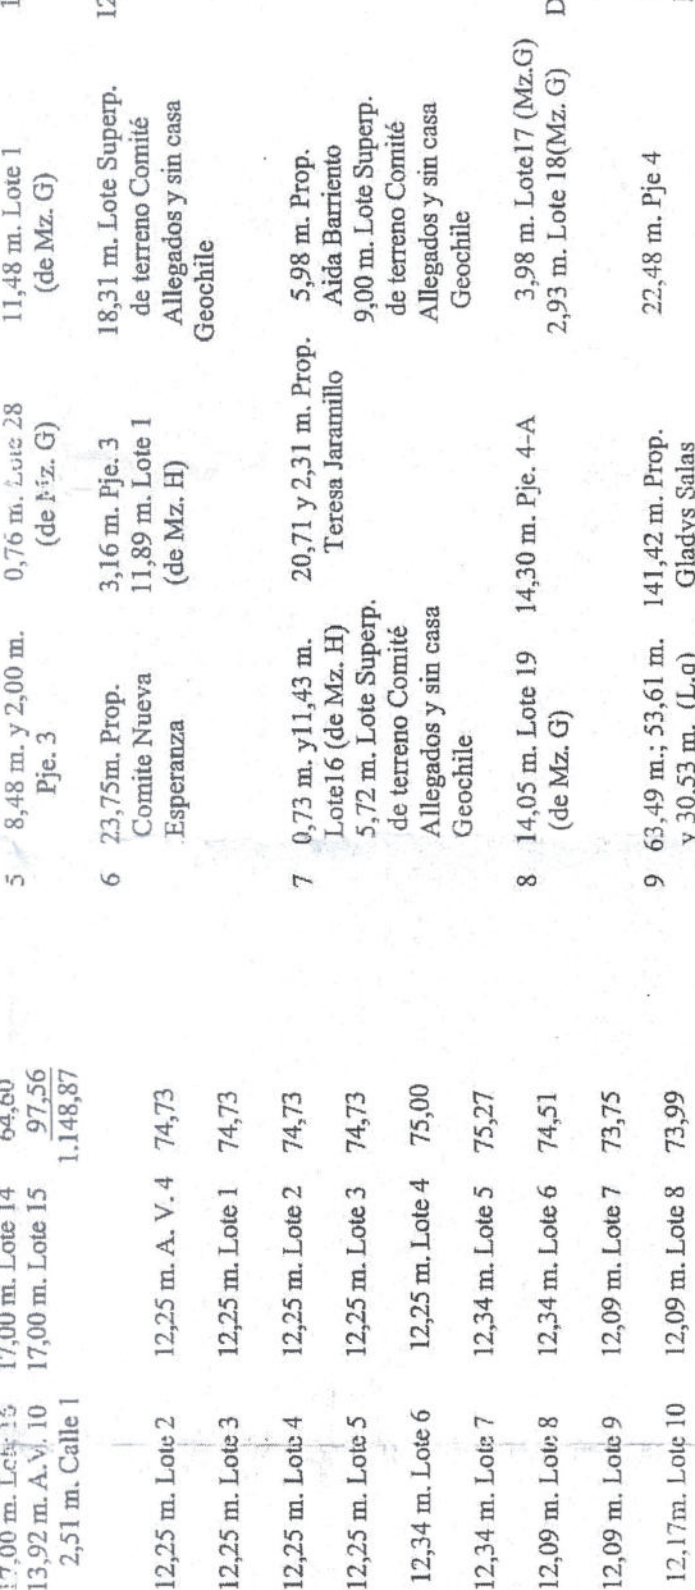 17,00 m. Lote 17,00 m. Lote 14 64,60
13,92 m. A.V. 10 17,00 m. Lote 15 97,56
2,51 m. Calle 1 1.148,87
12,25 m. Lote 2 12,25 m. A. V. 4 74,73
12,25 m. Lote 3 12,25 m. Lote 1 74,73
12,25 m. Lote 4 12,25 m. Lote 2 74,73
12,25 m. Lote 5 12,25 m. Lote 3 74,73
12,34 m. Lote 6 12,25 m. Lote 4 75,00
12,34 m. Lote 7 12,34 m. Lote 5 75,27
12,09 m. Lote 8 12,34 m. Lote 6 74,51
12,09 m. Lote 9 12,09 m. Lote 7 73,75
12,17m. Lote 10 12,09 m. Lote 8 73,99
5 8,48 m. y 2,00 m. 0,76 m. Lote 28 11,48 m. Lote 1
Pje. 3 (de Mz. G) (de Mz. G)
6 23,75m. Prop. 3,16 m. Pje. 3 18,31 m. Lote Superp. 12
Comite Nueva 11,89 m. Lote 1 de terreno Comité
Esperanza (de Mz. H) Allegados y sin casa
Geochile
7 0,73 m. y11,43 m. 20,71 y 2,31 m. Prop. 5,98 m. Prop.
Lote16 (de Mz. H) Teresa Jaramillo Aida Barriento
5,72 m. Lote Superp. 9,00 m. Lote Superp.
de terreno Comité de terreno Comité
Allegados y sin casa Allegados y sin casa
Geochile Geochile
8 14,05 m. Lote 19 14,30 m. Pje. 4-A 3,98 m. Lote17 (Mz.G)
(de Mz. G) 2,93 m. Lote 18(Mz. G)
9 63,49 m.; 53,61 m. 141,42 m. Prop. 22,48 m. Pje 4
y 30,53 m. Gladys Salas